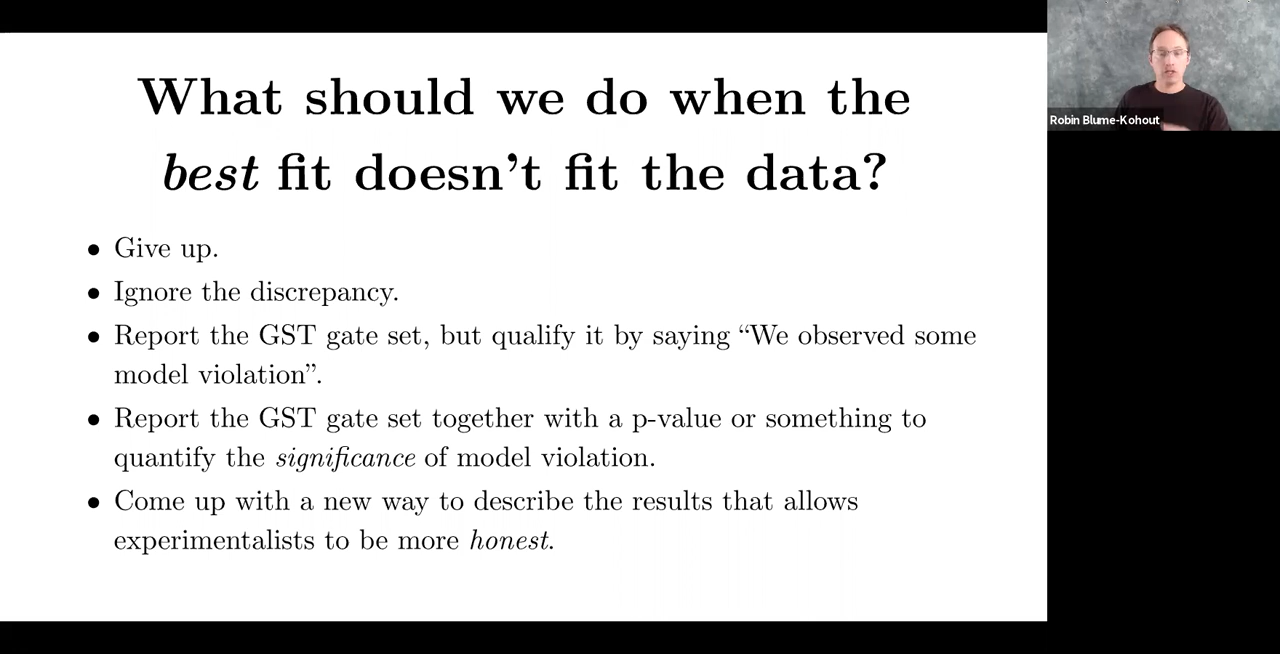 What should we do when the
best fit doesn’t fit the data?
• Give up.
• Ignore the discrepancy.
• Report the GST gate set, but qualify it by saying “We observed some
model violation”.
• Report the GST gate set together with a p-value or something to
quantify the significance of model violation.
• Come up with a new way to describe the results that allows
experimentalists to be more honest.
Robin Blume-Kohout